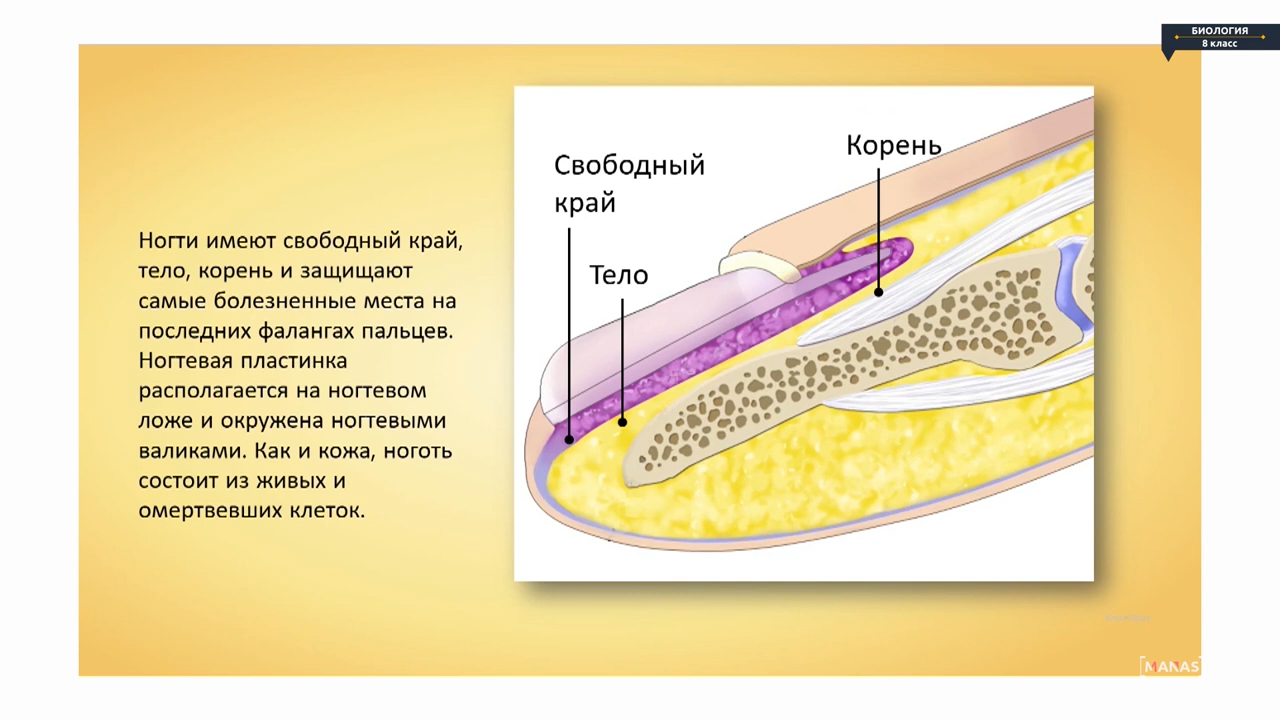 БИОЛОГИЯ
8 класс
Свободный
край
Корень
Тело
Ногти имеют свободный край,
тело, корень и защищают
самые болезненные места на
последних фалангах пальцев.
Ногтевая пластинка
располагается на ногтевом
ложе и окружена ногтевыми
валиками. Как и кожа, ноготь
состоит из живых и
омертвевших клеток.
MANAS